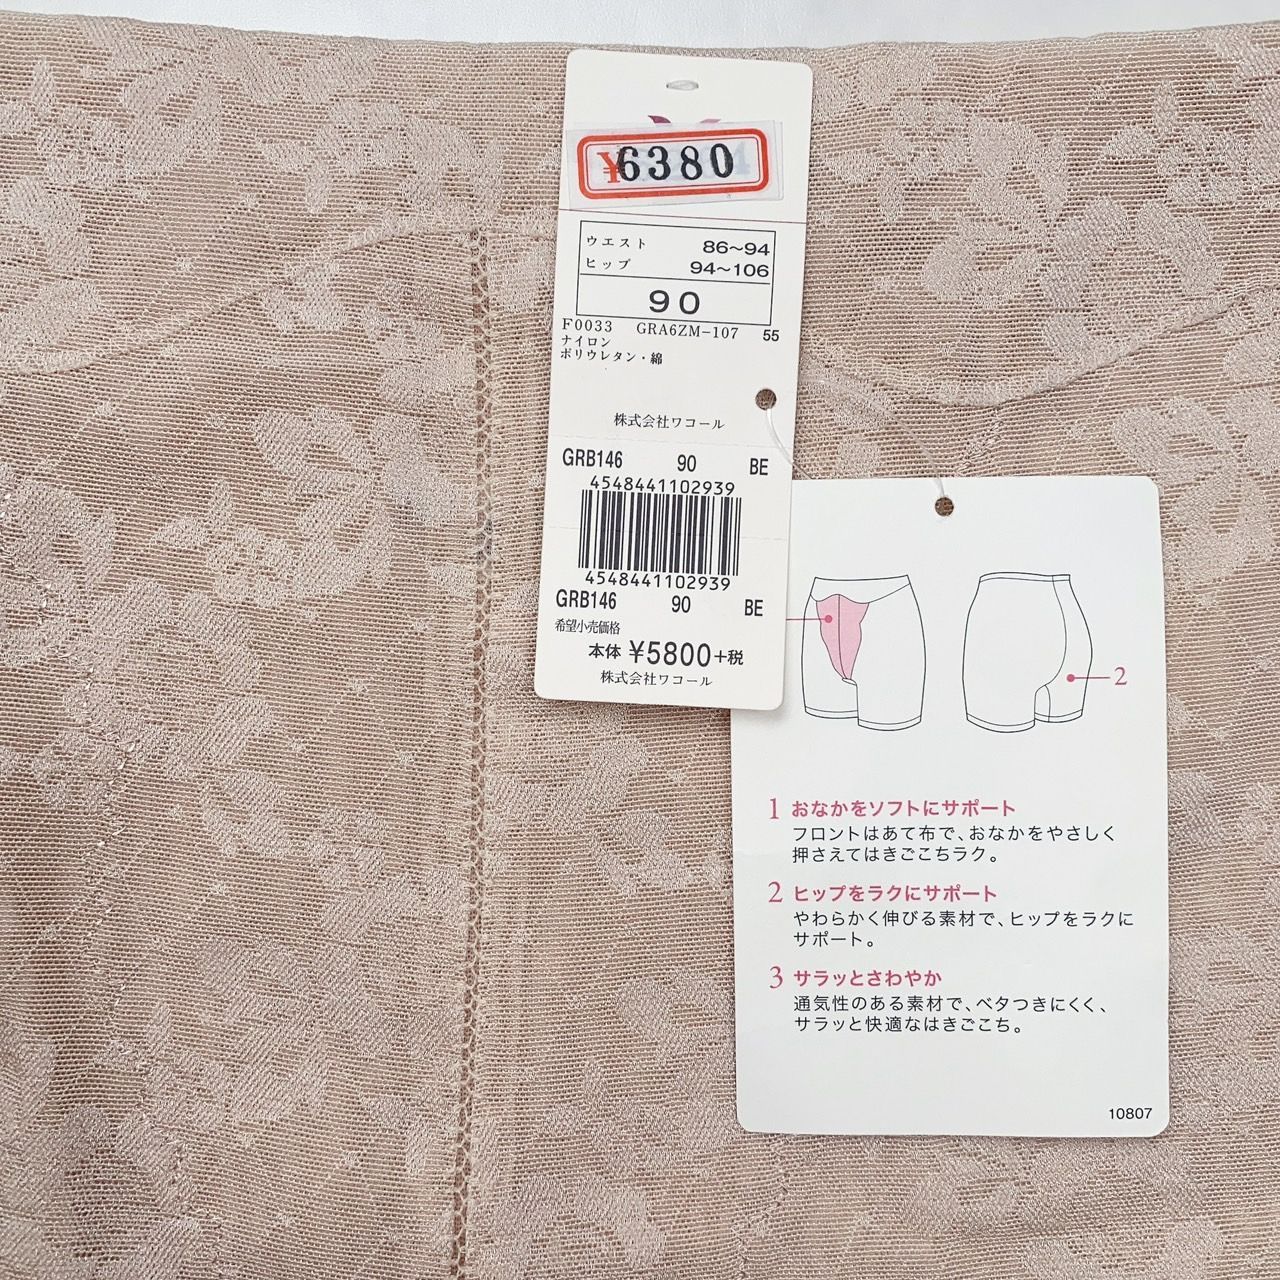 ¥6380
ウエスト 86~94
ヒップ 94~106
90
F0033 GRA6ZM-107 55
ナイロン
ポリウレタン・綿
株式会社ワコール
GRB146 90 BE
4548441102939
4548441102939
GRB146 90 BE
希望小売価格
本体 ¥5800+税
株式会社ワコール
2
1 おなかをソフトにサポート
フロントはあて布で、おなかをやさしく
押さえてはきごこちラク。
2 ヒップをラクにサポート
やわらかく伸びる素材で、ヒップをラクに
サポート。
3 サラッとさわやか
通気性のある素材で、ベタつきにくく、
サラッと快適なはきごこち。
10807